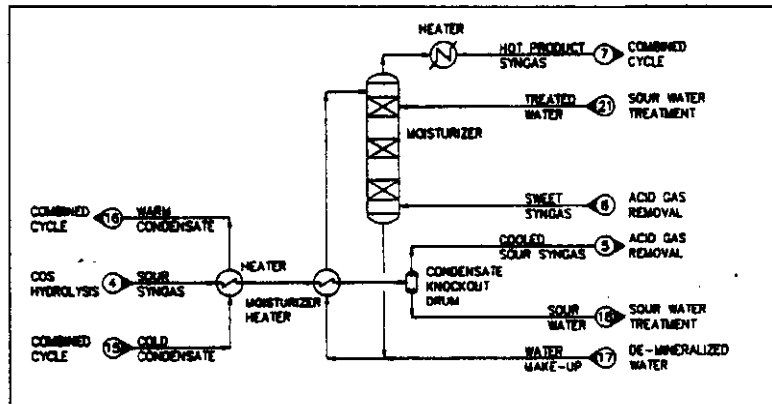 HEATER
HOT PRODUCT
SYNGAS
7
COMBINED
CYCLE
TREATED
WATER
21
SOUR WATER
TREATMENT
MOISTURIZER
SWEET
SYNGAS
6
ACID GAS
REMOVAL
COMBINED
CYCLE
16
WARM
CONDENSATE
COOLED
SOUR SYNGAS
5
ACID GAS
REMOVAL
COS
HYDROLYSIS
4
SOUR
SYNGAS
HEATER
MOISTURIZER
HEATER
CONDENSATE
KNOCKOUT
DRUM
SOUR
WATER
18
SOUR WATER
TREATMENT
COMBINED
CYCLE
15
COLD
CONDENSATE
WATER
MAKE-UP
17
DE-MINERALIZED
WATER